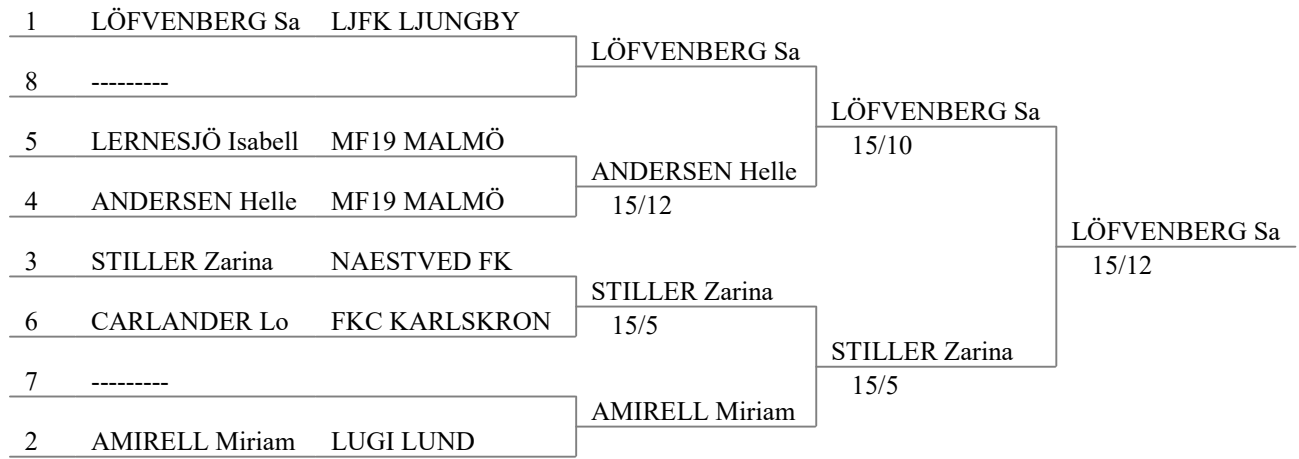 1 LÖFVENBERG Sa LJFK LJUNGBY
LÖFVENBERG Sa
8 ---------
LÖFVENBERG Sa
15/10
5 LERNESJÖ Isabell MF19 MALMÖ
ANDERSEN Helle
15/12
4 ANDERSEN Helle MF19 MALMÖ
LÖFVENBERG Sa
15/12
3 STILLER Zarina NAESTVED FK
STILLER Zarina
15/5
6 CARLANDER Lo FKC KARLSKRON
STILLER Zarina
15/5
7 ---------
AMIRELL Miriam
2 AMIRELL Miriam LUGI LUND